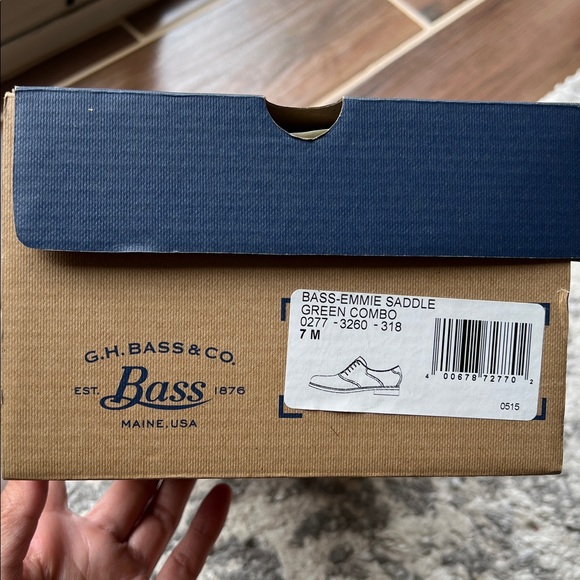 BASS-EMMIE SADDLE
GREEN COMBO
0277 - 3260 - 318
7 M
4 00678 72770 2
0515
G.H. BASS & CO.
EST. Bass 1876
MAINE, USA